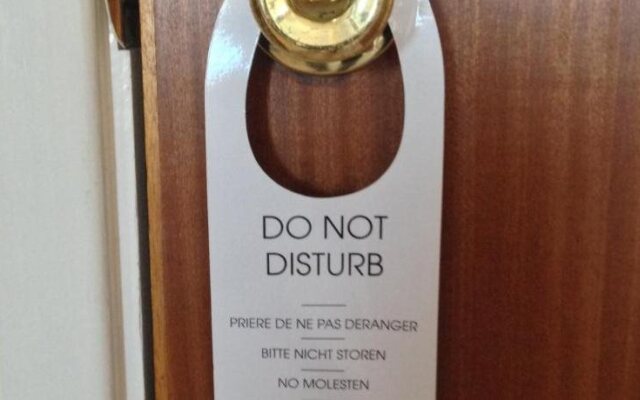 DO NOT
DISTURB
PRIERE DE NE PAS DERANGER
BITTE NICHT STOREN
NO MOLESTEN